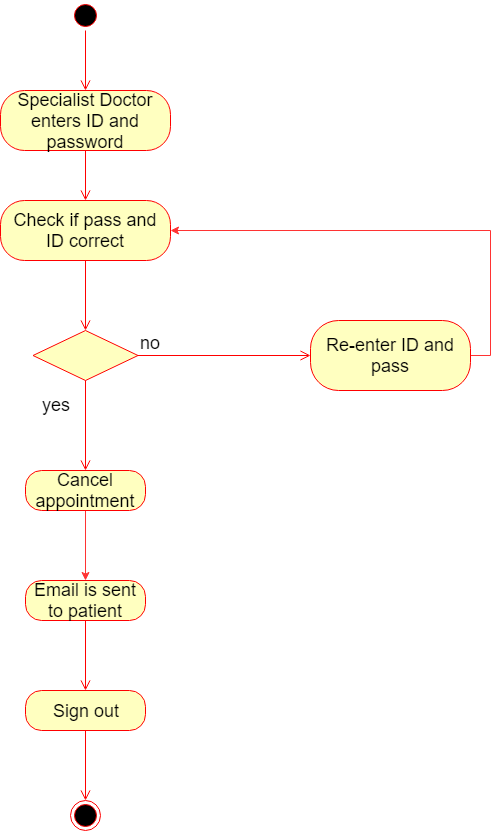 Specialist Doctor
enters ID and
password
Check if pass and
ID correct
no
Re-enter ID and
pass
yes
Cancel
appointment
Email is sent
to patient
Sign out